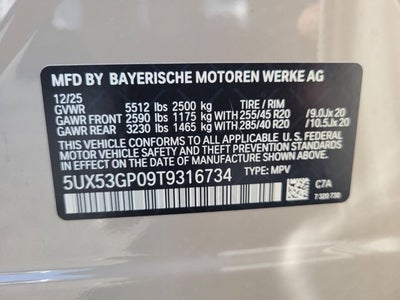 MFD BY BAYERISCHE MOTOREN WERKE AG
12/25
GVWR 5512 lbs 2500 kg TIRE / RIM
GAWR FRONT 2590 lbs 1175 kg WITH 255/45 R20 /9.0Jx20
GAWR REAR 3230 lbs 1465 kg WITH 285/40 R20 /10.5Jx20
THIS VEHICLE CONFORMS TO ALL APPLICABLE U.S. FEDERAL
MOTOR VEHICLE SAFETY STANDARDS IN
EFFECT ON THE DATE OF MANUFACTURE SHOWN ABOVE.
5UX53GP09T9316734 TYPE: MPV
C7A
7 320 730